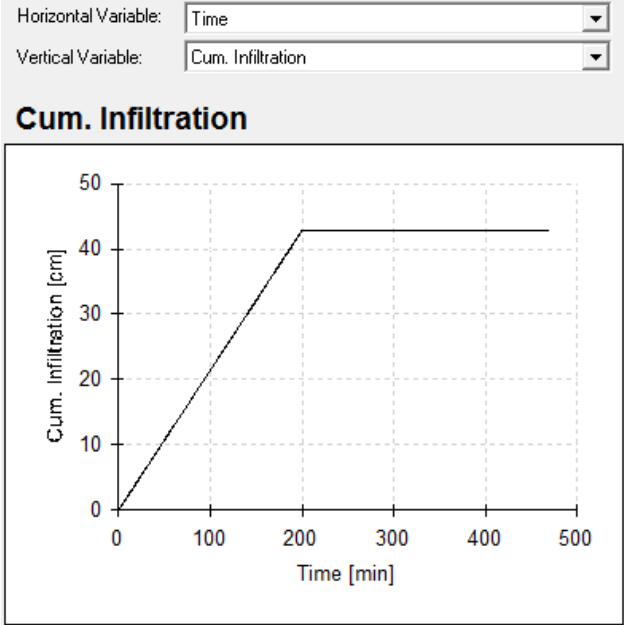 Horizontal Variable: Time
Vertical Variable: Cum. Infiltration
Cum. Infiltration
50
40
30
20
10
0
Cum. Infiltration [cm]
0 100 200 300 400 500
Time [min]